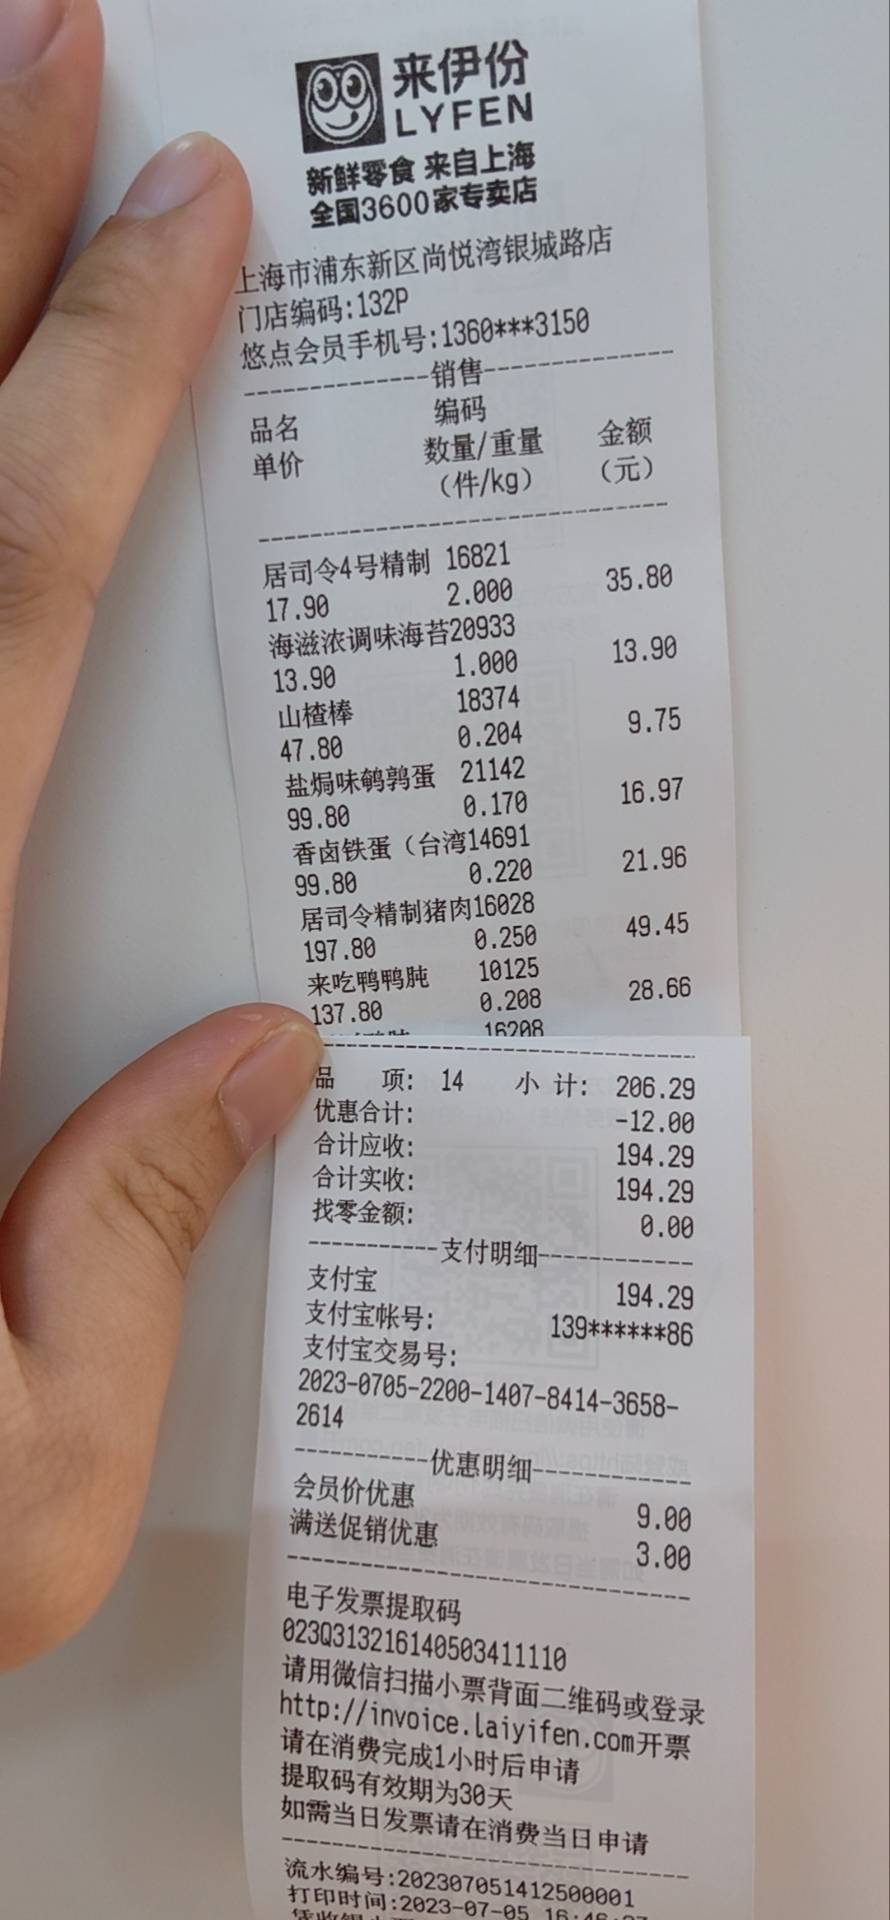 来伊份
LYFEN
新鲜零食 来自上海
全国3600家专卖店
上海市浦东新区尚悦湾银城路店
门店编码:132P
悠点会员手机号:1360***3150
------------销售------------
品名 编码
单价 数量/重量 金额
(件/kg) (元)
居司令4号精制 16821
17.90 2.000 35.80
海滋浓调味海苔20933
13.90 1.000 13.90
山楂棒 18374
47.80 0.204 9.75
盐焗味鹌鹑蛋 21142
99.80 0.170 16.97
香卤铁蛋（台湾14691
99.80 0.220 21.96
居司令精制猪肉16028
197.80 0.250 49.45
来吃鸭鸭肫 10125
137.80 0.208 28.66
16208
品 项: 14 小 计: 206.29
优惠合计: -12.00
合计应收: 194.29
合计实收: 194.29
找零金额: 0.00
-----------支付明细-----------
支付宝 194.29
支付宝帐号: 139******86
支付宝交易号:
2023-0705-2200-1407-8414-3658-
2614
-----------优惠明细-----------
会员价优惠 9.00
满送促销优惠 3.00
电子发票提取码
023Q313216140503411110
请用微信扫描小票背面二维码或登录
http://invoice.laiyifen.com开票
请在消费完成1小时后申请
提取码有效期为30天
如需当日发票请在消费当日申请
流水编号:202307051412500001
打印时间:2023-07-05 16:46